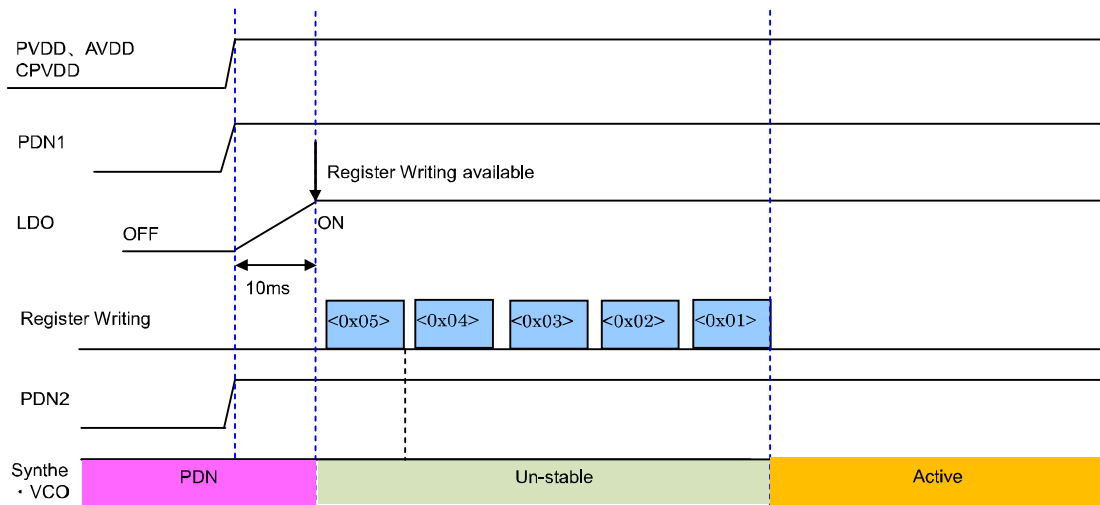 PVDD、AVDD
CPVDD
PDN1
Register Writing available
LDO
OFF
ON
10ms
Register Writing
<0x05>
<0x04>
<0x03>
<0x02>
<0x01>
PDN2
Synthe
・VCO
PDN
Un-stable
Active